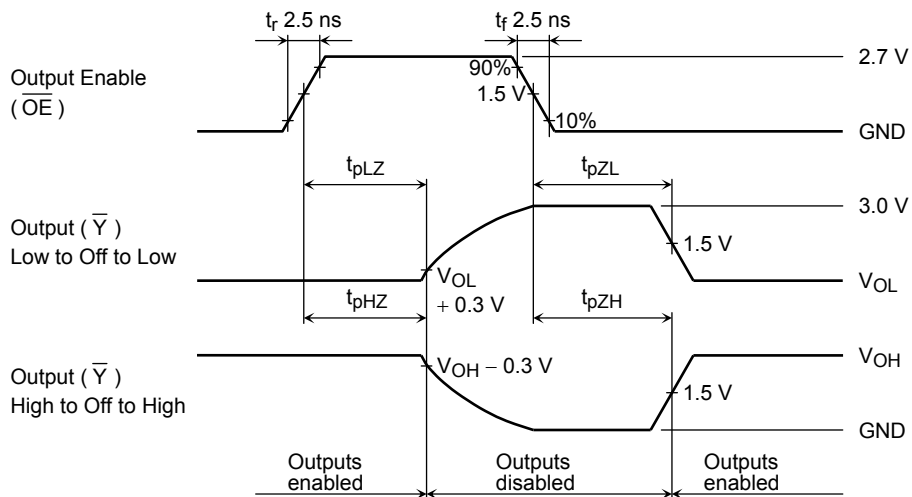 tr 2.5 ns
tf 2.5 ns
Output Enable
( OE )
90%
1.5 V
10%
2.7 V
GND
tpLZ
tpZL
Output ( Y )
Low to Off to Low
3.0 V
1.5 V
VOL
VOL
+ 0.3 V
tpHZ
tpZH
Output ( Y )
High to Off to High
VOH − 0.3 V
VOH
1.5 V
GND
Outputs
enabled
Outputs
disabled
Outputs
enabled